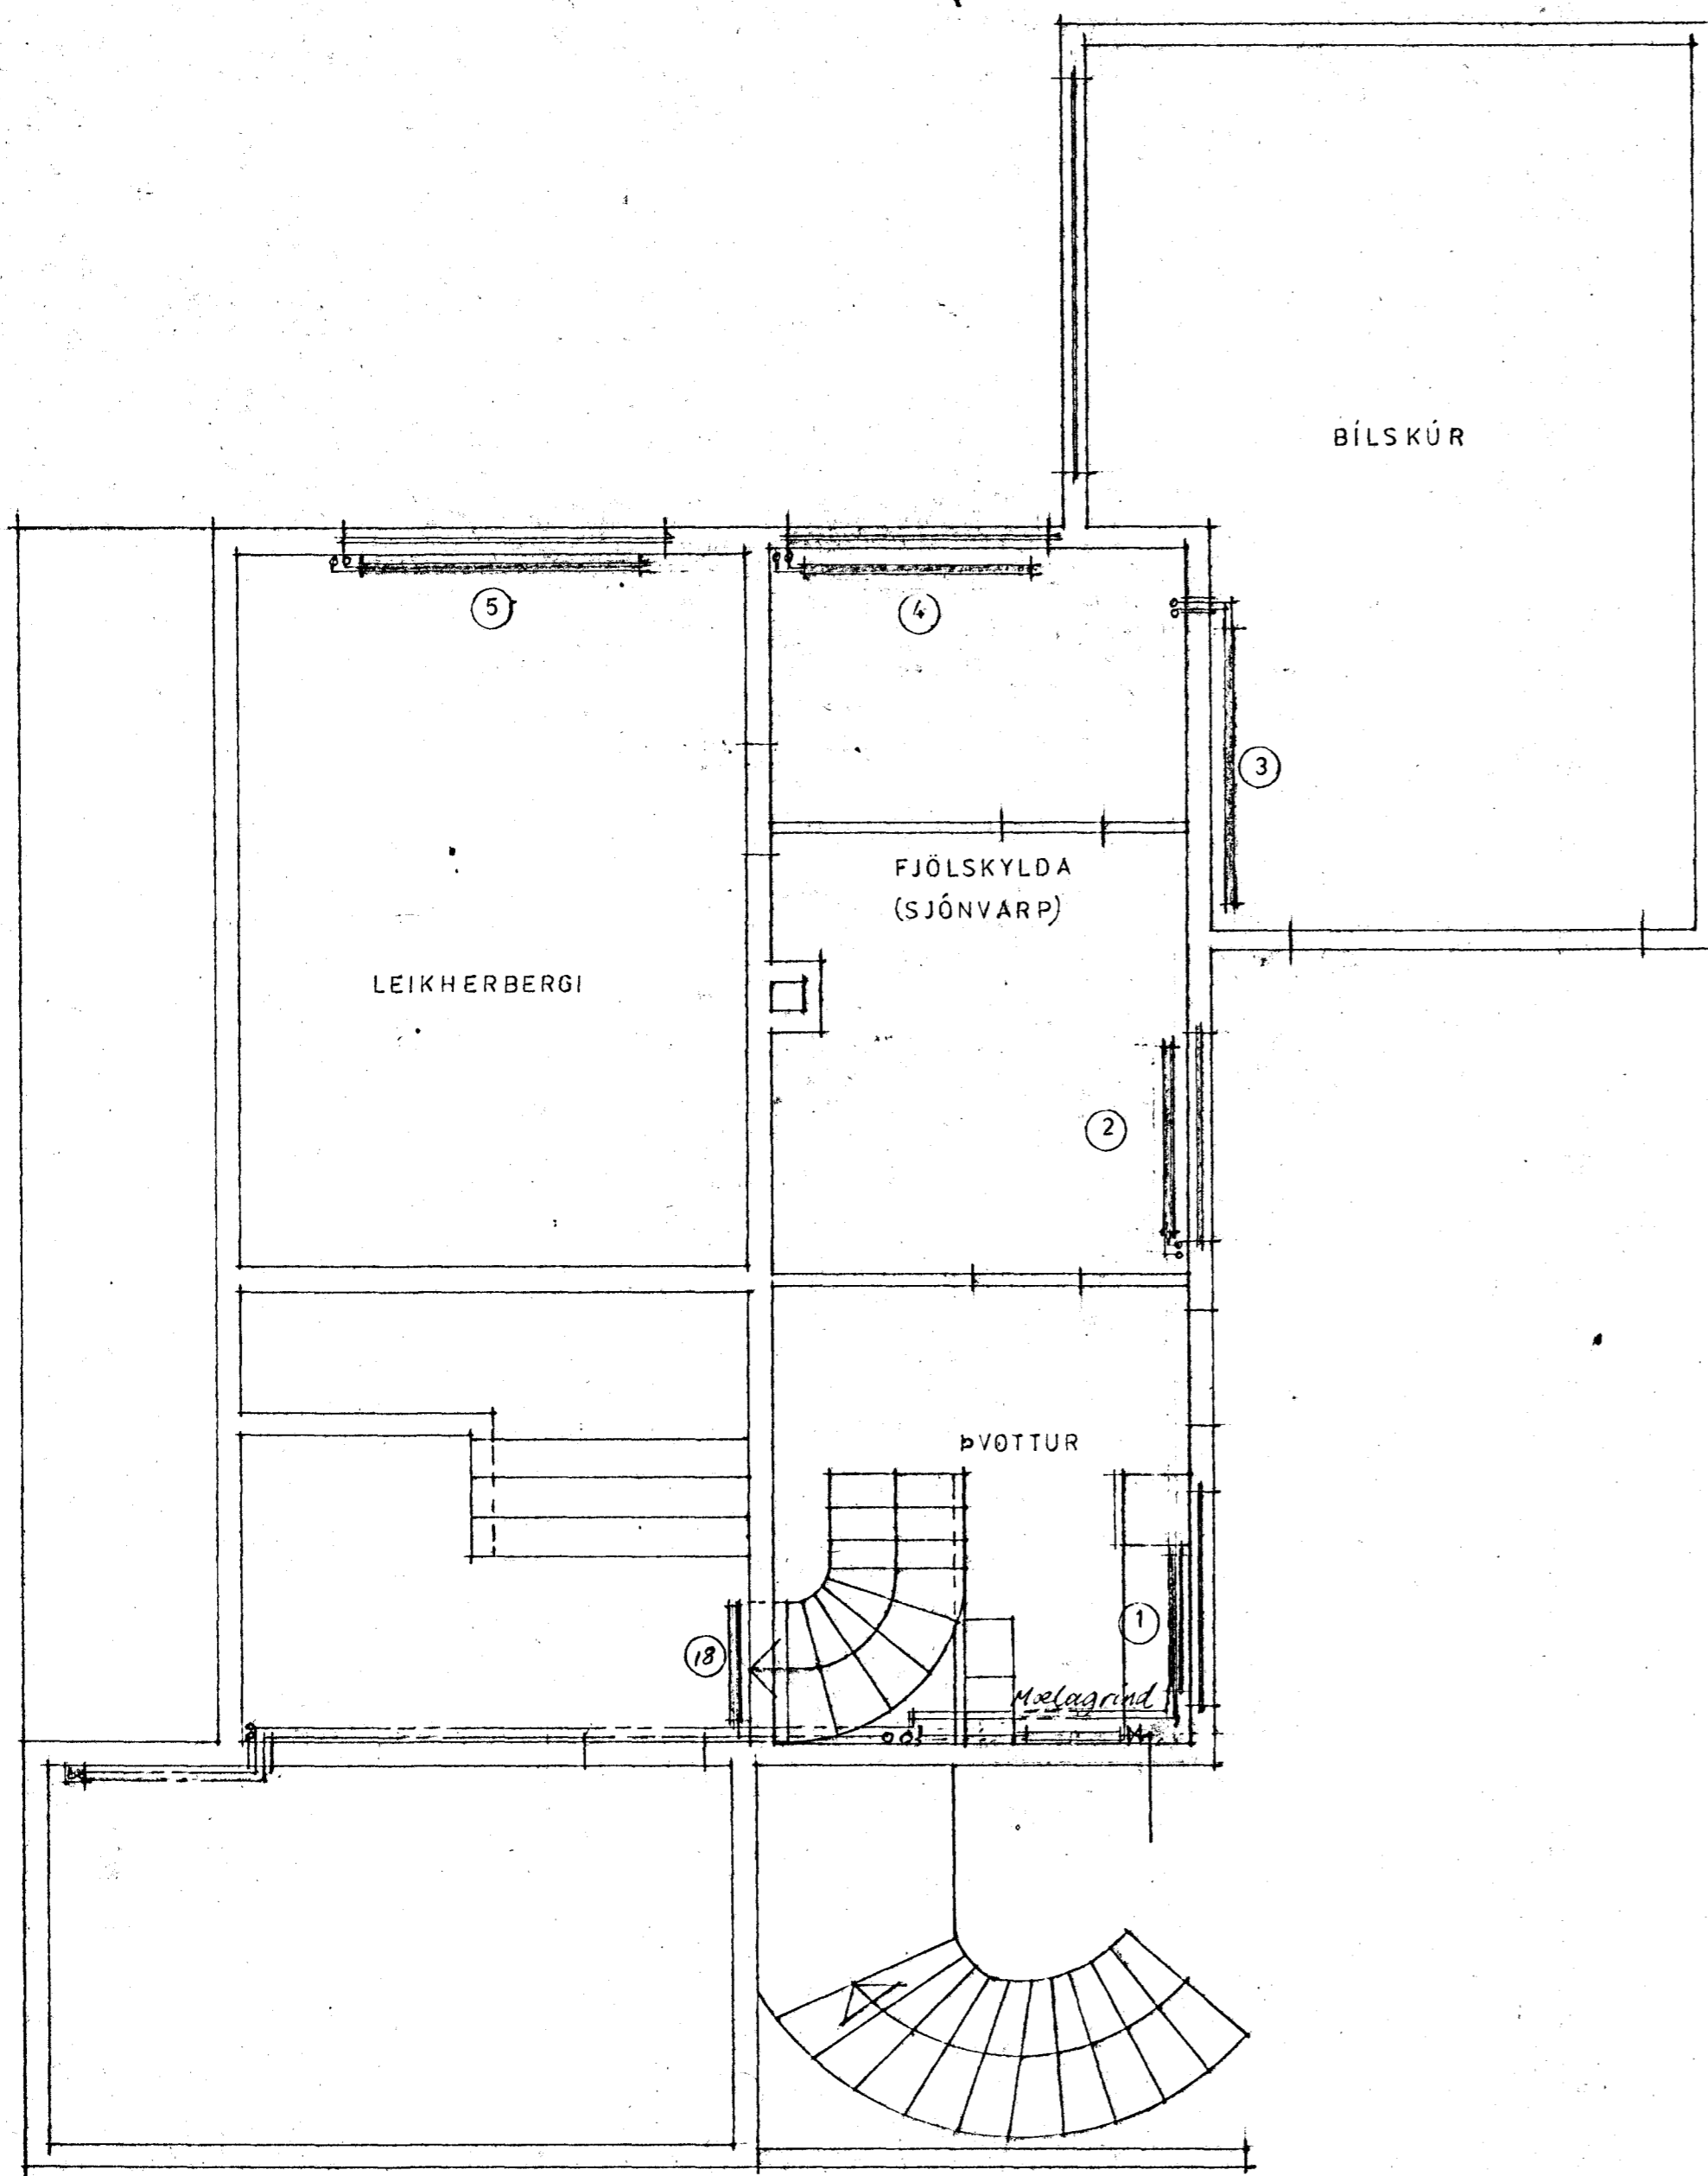 BÍLSKÚR
5
4
3
FJÖLSKYLDA
(SJÓNVARP)
LEIKHERBERGI
2
ÞVOTTUR
1
18
Mælagrind